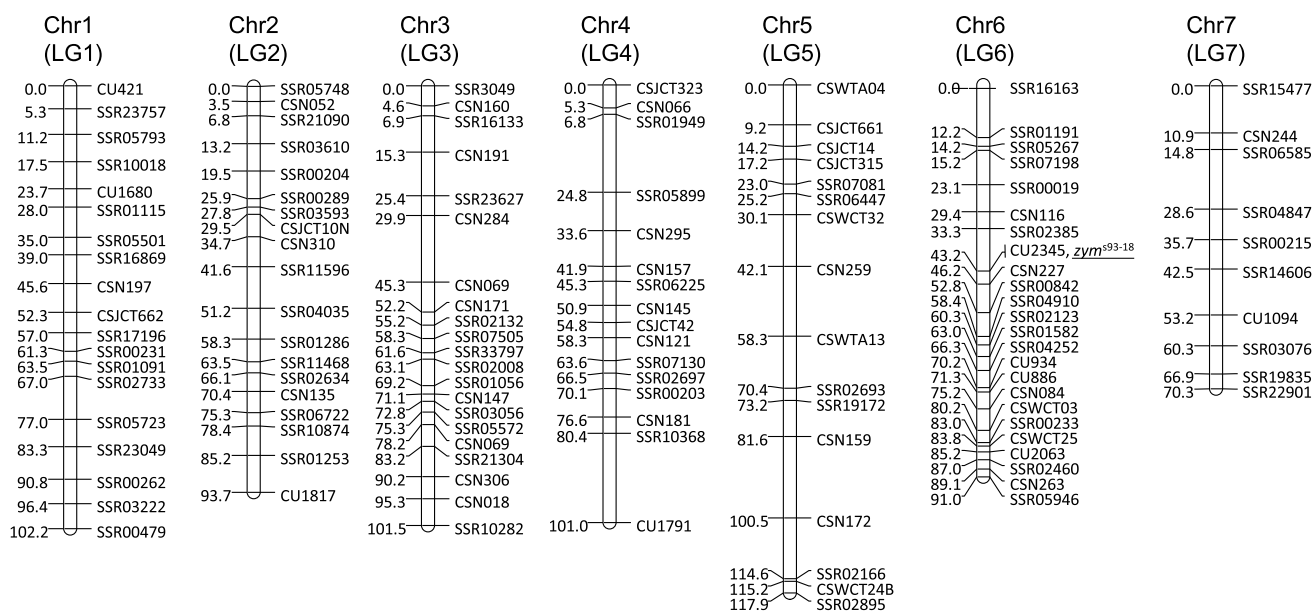 Chr1
(LG1)
0.0 CU421
5.3 SSR23757
11.2 SSR05793
17.5 SSR10018
23.7 CU1680
28.0 SSR01115
35.0 SSR05501
39.0 SSR16869
45.6 CSN197
52.3 CSJCT662
57.0 SSR17196
61.3 SSR00231
63.5 SSR01091
67.0 SSR02733
77.0 SSR05723
83.3 SSR23049
90.8 SSR00262
96.4 SSR03222
102.2 SSR00479
Chr2
(LG2)
0.0 SSR05748
3.5 CSN052
6.8 SSR21090
13.2 SSR03610
19.5 SSR00204
25.9 SSR00289
27.8 SSR03593
29.5 CSJCT10N
34.7 CSN310
41.6 SSR11596
51.2 SSR04035
58.3 SSR01286
63.5 SSR11468
66.1 SSR02634
70.4 CSN135
75.3 SSR06722
78.4 SSR10874
85.2 SSR01253
93.7 CU1817
Chr3
(LG3)
0.0 SSR3049
4.6 CSN160
6.9 SSR16133
15.3 CSN191
25.4 SSR23627
29.9 CSN284
45.3 CSN069
52.2 CSN171
55.2 SSR02132
58.3 SSR07505
61.6 SSR33797
63.1 SSR02008
69.2 SSR01056
71.1 CSN147
72.8 SSR03056
75.3 SSR05572
78.2 CSN069
83.2 SSR21304
90.2 CSN306
95.3 CSN018
101.5 SSR10282
Chr4
(LG4)
0.0 CSJCT323
5.3 CSN066
6.8 SSR01949
24.8 SSR05899
33.6 CSN295
41.9 CSN157
45.3 SSR06225
50.9 CSN145
54.8 CSJCT42
58.3 CSN121
63.6 SSR07130
66.5 SSR02697
70.1 SSR00203
76.6 CSN181
80.4 SSR10368
101.0 CU1791
Chr5
(LG5)
0.0 CSWTA04
9.2 CSJCT661
14.2 CSJCT14
17.2 CSJCT315
23.0 SSR07081
25.2 SSR06447
30.1 CSWCT32
42.1 CSN259
58.3 CSWTA13
70.4 SSR02693
73.2 SSR19172
81.6 CSN159
100.5 CSN172
114.6 SSR02166
115.2 CSWCT24B
117.9 SSR02895
Chr6
(LG6)
0.0 SSR16163
12.2 SSR01191
14.2 SSR05267
15.2 SSR07198
23.1 SSR00019
29.4 CSN116
33.3 SSR02385
43.2 CU2345, zym^s93-18
46.2 CSN227
52.8 SSR00842
58.4 SSR04910
60.3 SSR02123
63.0 SSR01582
66.3 SSR04252
70.2 CU934
71.3 CU886
75.2 CSN084
80.2 CSWCT03
83.0 SSR00233
83.8 CSWCT25
85.2 CU2063
87.0 SSR02460
89.1 CSN263
91.0 SSR05946
Chr7
(LG7)
0.0 SSR15477
10.9 CSN244
14.8 SSR06585
28.6 SSR04847
35.7 SSR00215
42.5 SSR14606
53.2 CU1094
60.3 SSR03076
66.9 SSR19835
70.3 SSR22901